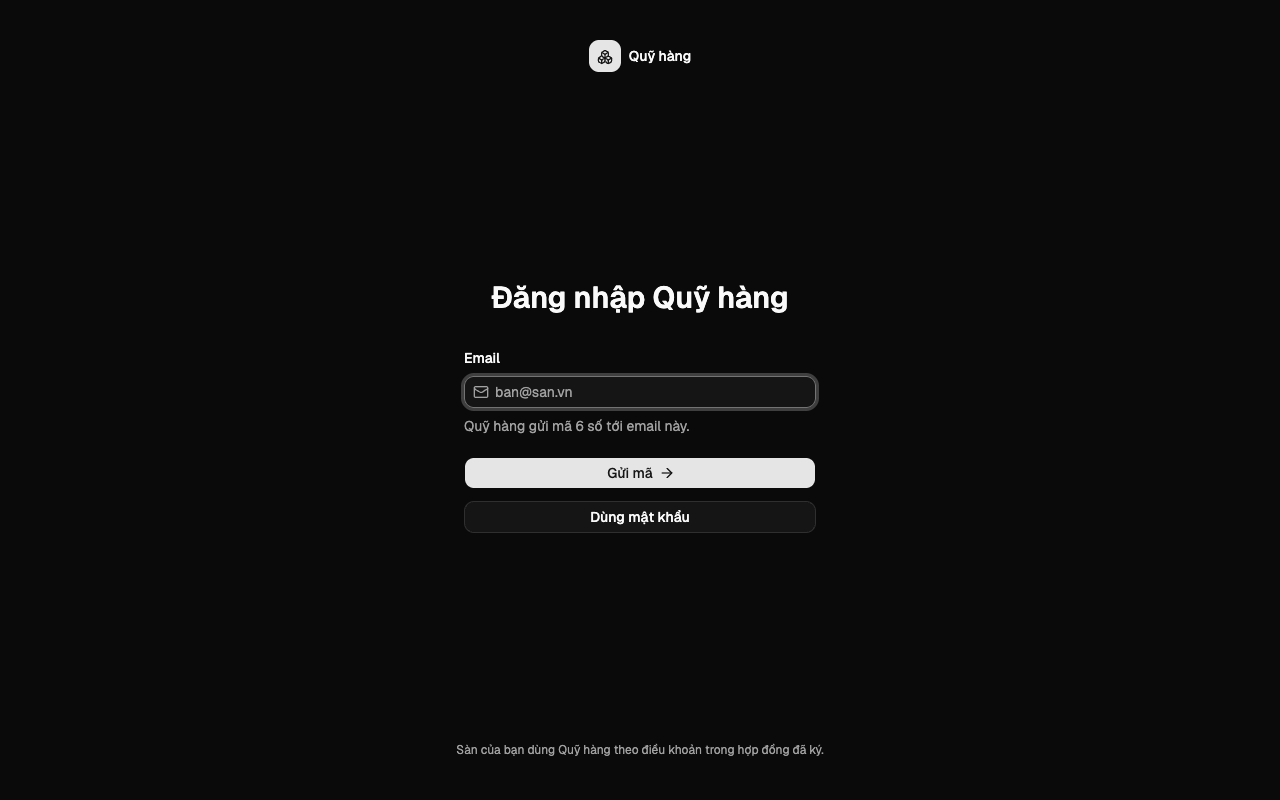 Quỹ hàng
Đăng nhập Quỹ hàng
Email
ban@san.vn
Quỹ hàng gửi mã 6 số tới email này.
Gửi mã
Dùng mật khẩu
Sàn của bạn dùng Quỹ hàng theo điều khoản trong hợp đồng đã ký.